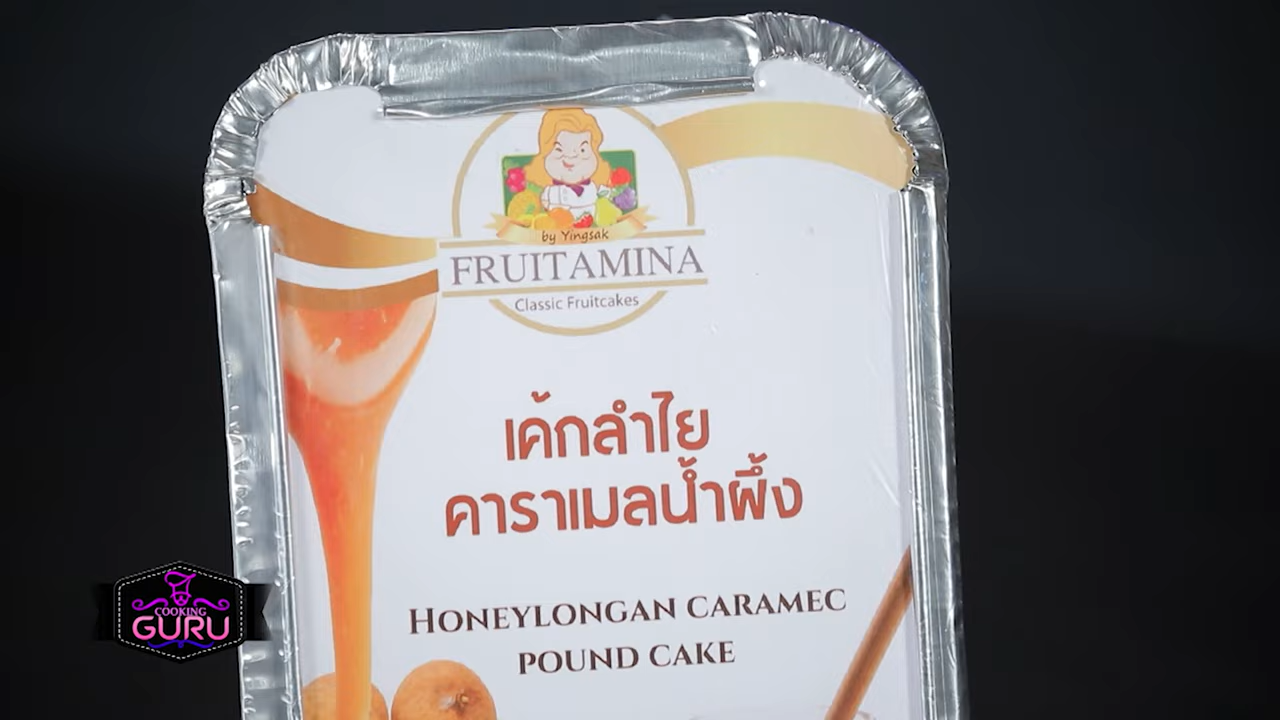 by Yingsak
FRUITAMINA
Classic Fruitcakes
เค้กลำไย
คาราเมลน้ำผึ้ง
HONEYLONGAN CARAMEC
POUND CAKE
COOKING
GURU